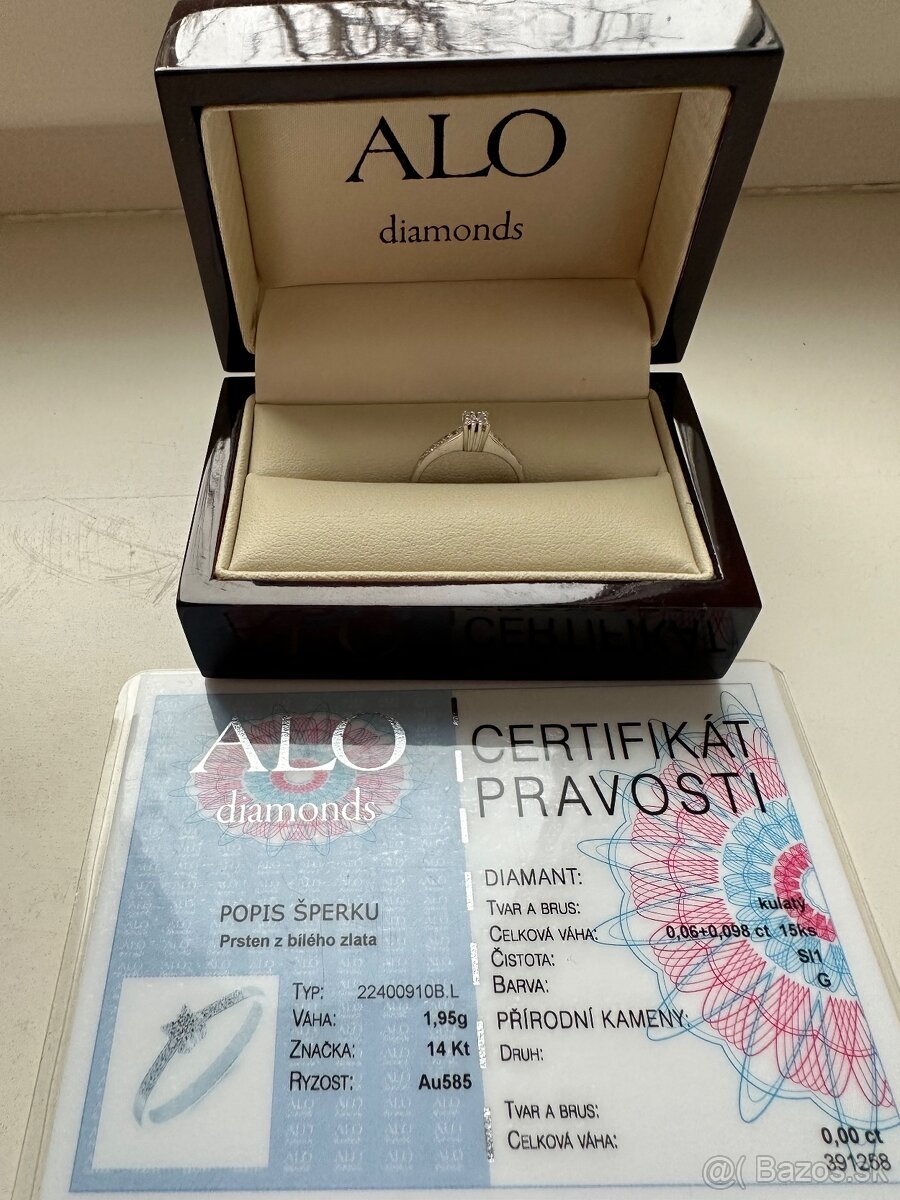 ALO
diamonds
CERTIFIKÁT
ALO
diamonds
POPIS ŠPERKU
Prsten z bílého zlata
TYP: 22400910B.L
VÁHA: 1,95g
ZNAČKA: 14 Kt
RYZOST: Au585
CERTIFIKÁT
PRAVOSTI
DIAMANT:
TVAR A BRUS: kulatý
CELKOVÁ VÁHA: 0,06+0,098 ct 15ks
ČISTOTA: SI1
BARVA: G
PŘÍRODNÍ KAMENY:
DRUH:
TVAR A BRUS:
CELKOVÁ VÁHA: 0,00 ct
391258
@( Bazos.sk